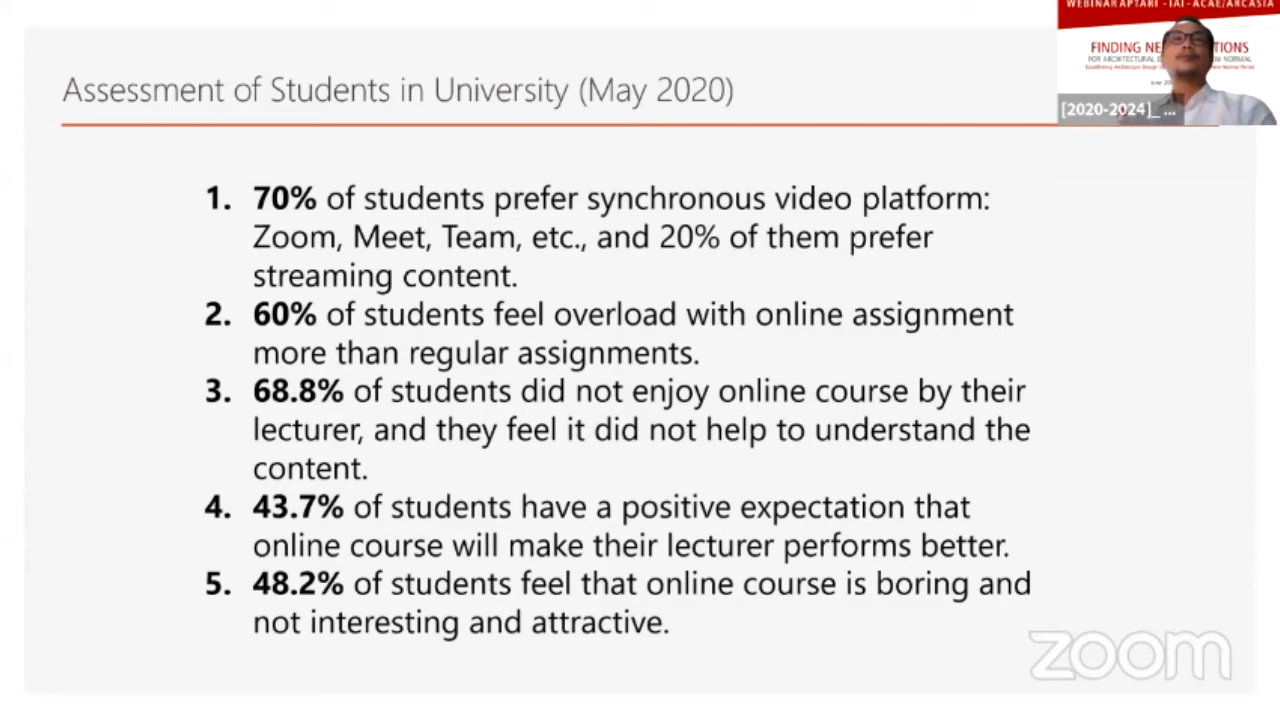 WEBINAR APTARI - IAI - ACAE/ARCASIA
FINDING NE TIONS
FOR ARCHITECTURAL NORMAL
[2020-2024]_ ...
Assessment of Students in University (May 2020)
1. 70% of students prefer synchronous video platform:
Zoom, Meet, Team, etc., and 20% of them prefer
streaming content.
2. 60% of students feel overload with online assignment
more than regular assignments.
3. 68.8% of students did not enjoy online course by their
lecturer, and they feel it did not help to understand the
content.
4. 43.7% of students have a positive expectation that
online course will make their lecturer performs better.
5. 48.2% of students feel that online course is boring and
not interesting and attractive.
zoom